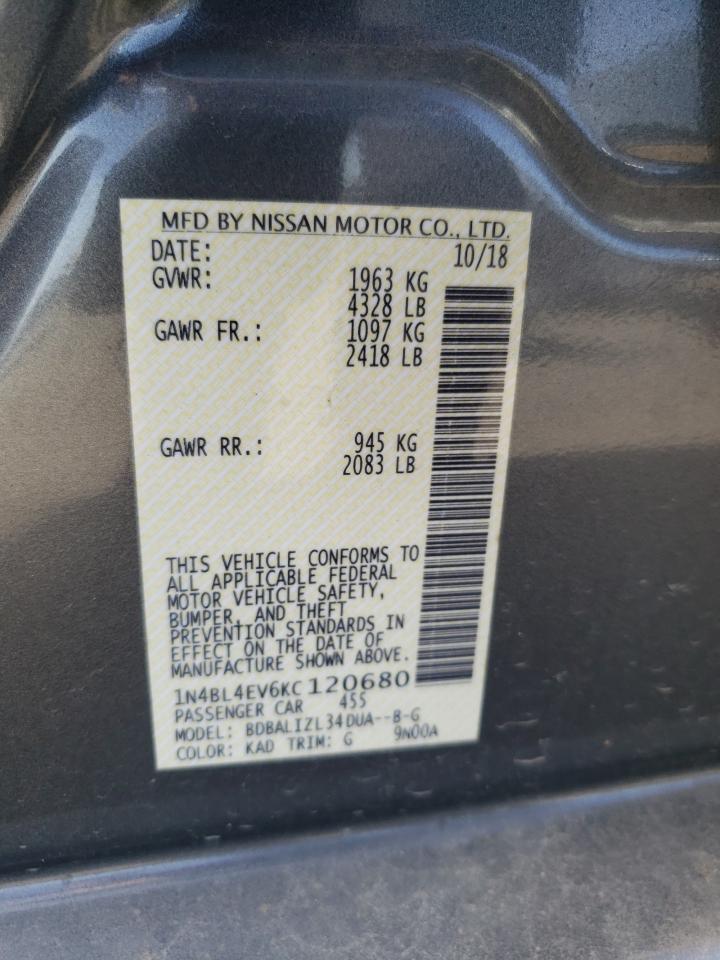 MFD BY NISSAN MOTOR CO., LTD.
DATE: 10/18
GVWR: 1963 KG
4328 LB
GAWR FR.: 1097 KG
2418 LB
GAWR RR.: 945 KG
2083 LB
THIS VEHICLE CONFORMS TO
ALL APPLICABLE FEDERAL
MOTOR VEHICLE SAFETY,
BUMPER, AND THEFT
PREVENTION STANDARDS IN
EFFECT ON THE DATE OF
MANUFACTURE SHOWN ABOVE.
1N4BL4EV6KC120680
PASSENGER CAR 455
MODEL: BDBALIZL34DUA--B-G
COLOR: KAD TRIM: G 9N00A